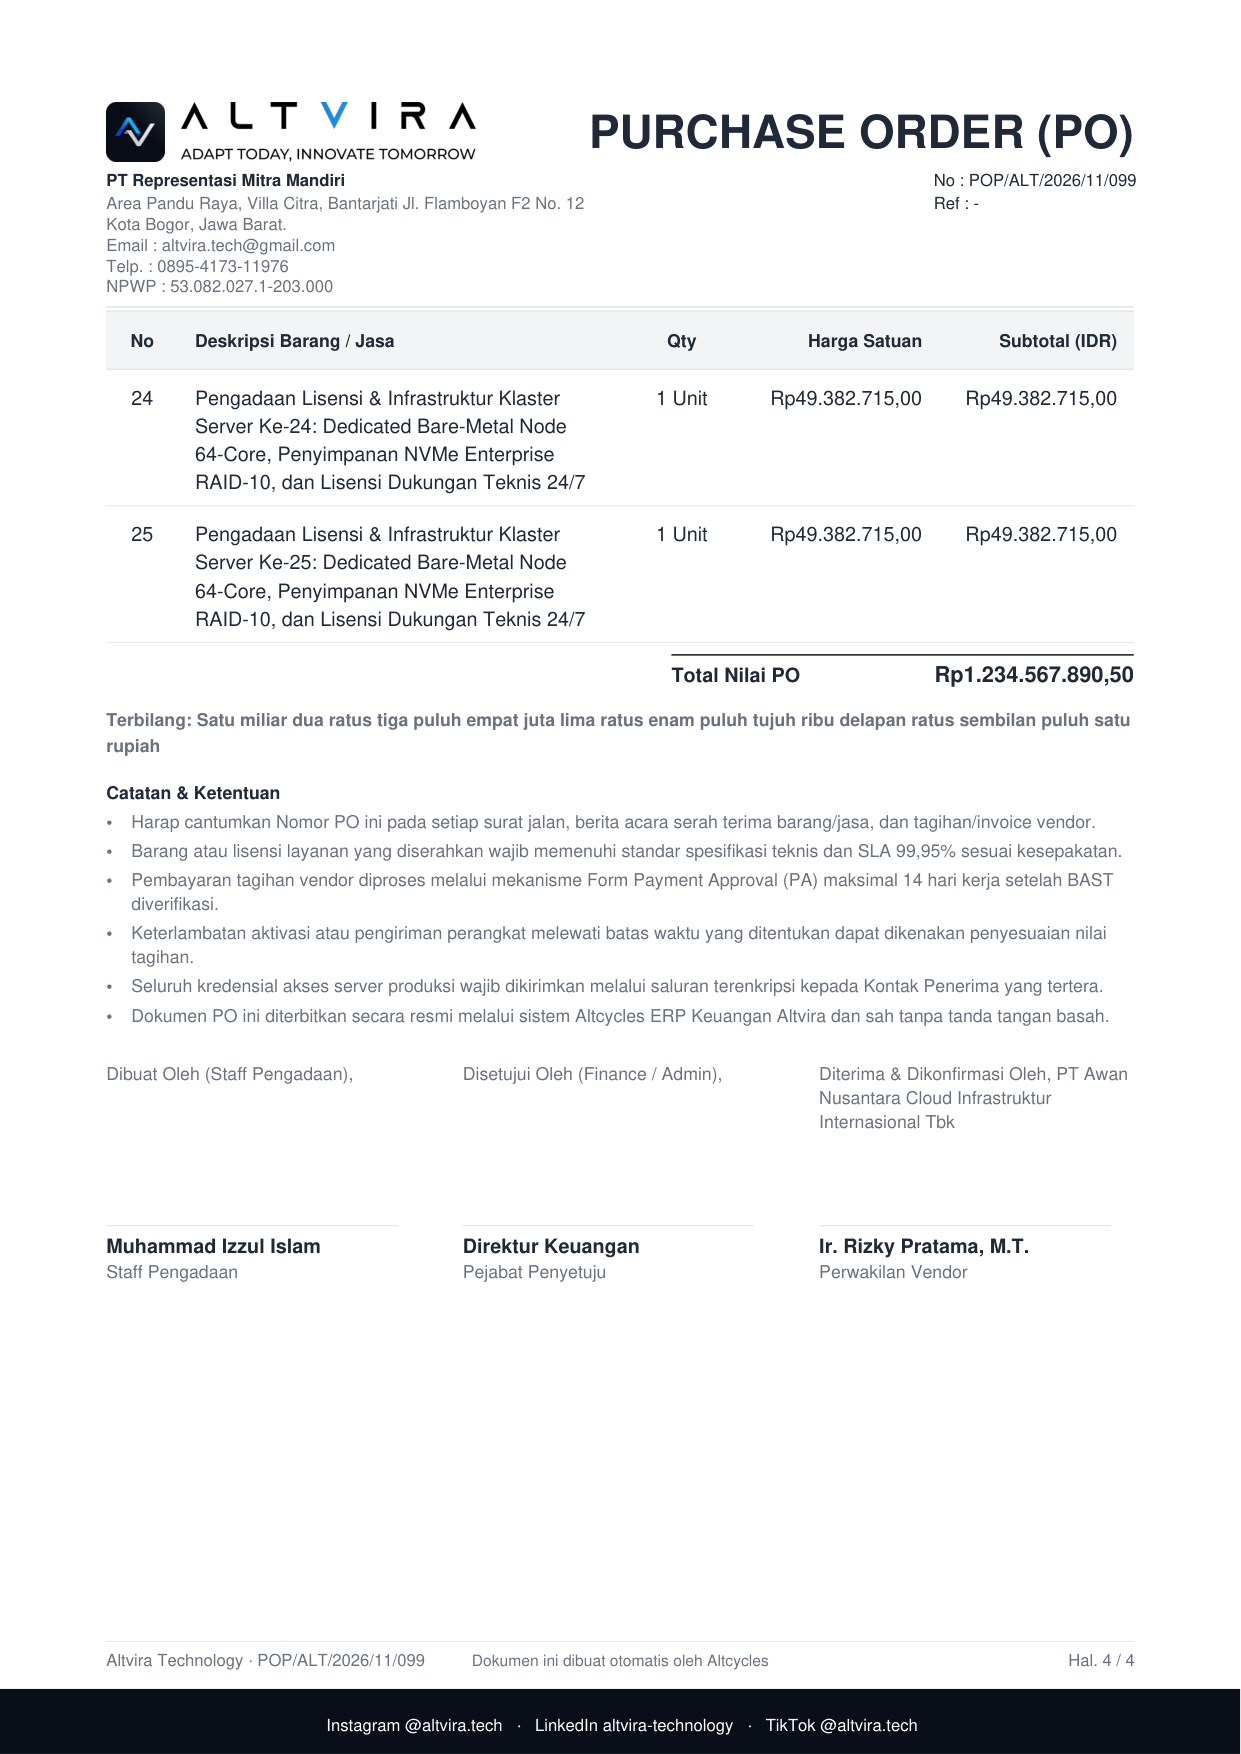 ALTVIRA
ADAPT TODAY, INNOVATE TOMORROW
PURCHASE ORDER (PO)
PT Representasi Mitra Mandiri
Area Pandu Raya, Villa Citra, Bantarjati Jl. Flamboyan F2 No. 12
Kota Bogor, Jawa Barat.
Email : altvira.tech@gmail.com
Telp. : 0895-4173-11976
NPWP : 53.082.027.1-203.000
No : POP/ALT/2026/11/099
Ref : -
No Deskripsi Barang / Jasa Qty Harga Satuan Subtotal (IDR)
24 Pengadaan Lisensi & Infrastruktur Klaster 1 Unit Rp49.382.715,00 Rp49.382.715,00
Server Ke-24: Dedicated Bare-Metal Node
64-Core, Penyimpanan NVMe Enterprise
RAID-10, dan Lisensi Dukungan Teknis 24/7
25 Pengadaan Lisensi & Infrastruktur Klaster 1 Unit Rp49.382.715,00 Rp49.382.715,00
Server Ke-25: Dedicated Bare-Metal Node
64-Core, Penyimpanan NVMe Enterprise
RAID-10, dan Lisensi Dukungan Teknis 24/7
Total Nilai PO Rp1.234.567.890,50
Terbilang: Satu miliar dua ratus tiga puluh empat juta lima ratus enam puluh tujuh ribu delapan ratus sembilan puluh satu
rupiah
Catatan & Ketentuan
• Harap cantumkan Nomor PO ini pada setiap surat jalan, berita acara serah terima barang/jasa, dan tagihan/invoice vendor.
• Barang atau lisensi layanan yang diserahkan wajib memenuhi standar spesifikasi teknis dan SLA 99,95% sesuai kesepakatan.
• Pembayaran tagihan vendor diproses melalui mekanisme Form Payment Approval (PA) maksimal 14 hari kerja setelah BAST
diverifikasi.
• Keterlambatan aktivasi atau pengiriman perangkat melewati batas waktu yang ditentukan dapat dikenakan penyesuaian nilai
tagihan.
• Seluruh kredensial akses server produksi wajib dikirimkan melalui saluran terenkripsi kepada Kontak Penerima yang tertera.
• Dokumen PO ini diterbitkan secara resmi melalui sistem Altcycles ERP Keuangan Altvira dan sah tanpa tanda tangan basah.
Dibuat Oleh (Staff Pengadaan),
Muhammad Izzul Islam
Staff Pengadaan
Disetujui Oleh (Finance / Admin),
Direktur Keuangan
Pejabat Penyetuju
Diterima & Dikonfirmasi Oleh, PT Awan
Nusantara Cloud Infrastruktur
Internasional Tbk
Ir. Rizky Pratama, M.T.
Perwakilan Vendor
Altvira Technology · POP/ALT/2026/11/099 Dokumen ini dibuat otomatis oleh Altcycles Hal. 4 / 4
Instagram @altvira.tech · LinkedIn altvira-technology · TikTok @altvira.tech